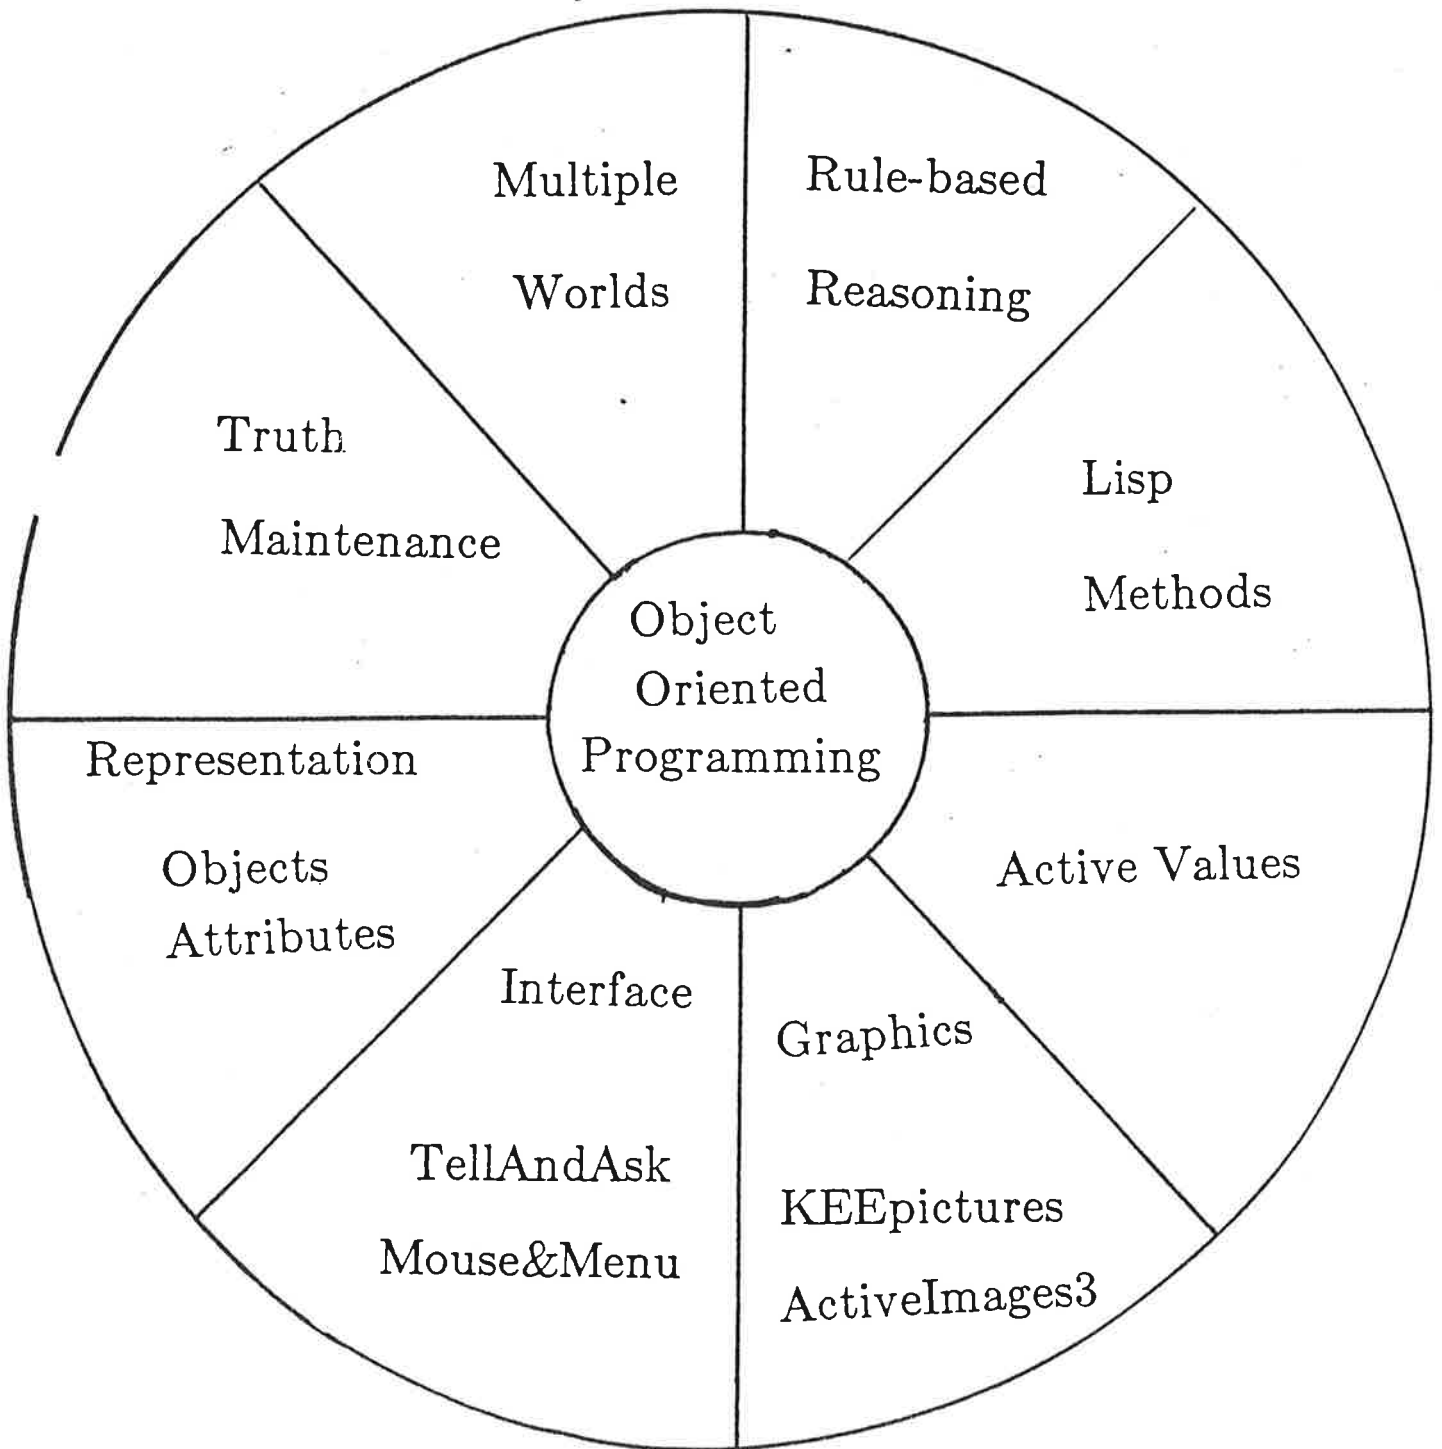 Multiple
Worlds
Rule-based
Reasoning
Lisp
Methods
Active Values
Graphics
KEEpictures
ActiveImages3
Interface
TellAndAsk
Mouse&Menu
Representation
Objects
Attributes
Truth
Maintenance
Object
Oriented
Programming